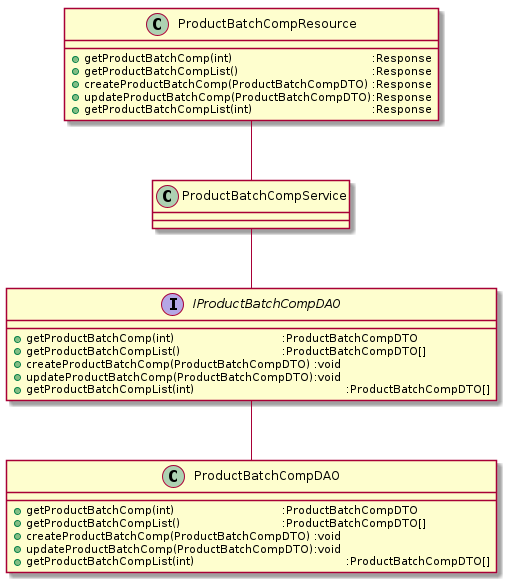 C ProductBatchCompResource
getProductBatchComp(int) :Response
getProductBatchCompList() :Response
createProductBatchComp(ProductBatchCompDTO) :Response
updateProductBatchComp(ProductBatchCompDTO):Response
getProductBatchCompList(int) :Response
C ProductBatchCompService
I IProductBatchCompDAO
getProductBatchComp(int) :ProductBatchCompDTO
getProductBatchCompList() :ProductBatchCompDTO[]
createProductBatchComp(ProductBatchCompDTO) :void
updateProductBatchComp(ProductBatchCompDTO):void
getProductBatchCompList(int) :ProductBatchCompDTO[]
C ProductBatchCompDAO
getProductBatchComp(int) :ProductBatchCompDTO
getProductBatchCompList() :ProductBatchCompDTO[]
createProductBatchComp(ProductBatchCompDTO) :void
updateProductBatchComp(ProductBatchCompDTO):void
getProductBatchCompList(int) :ProductBatchCompDTO[]